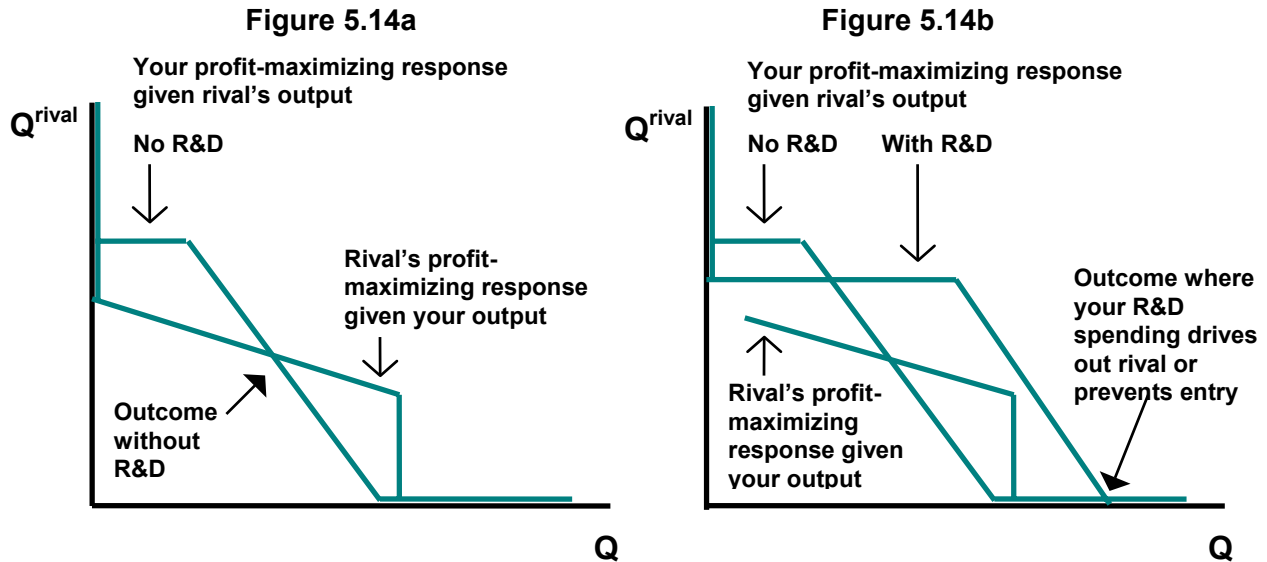 Figure 5.14a
Your profit-maximizing response
given rival's output
Qrival
No R&D
Rival's profit-
maximizing response
given your output
Outcome
without
R&D
Q
Figure 5.14b
Your profit-maximizing response
given rival's output
Qrival
No R&D
With R&D
Outcome where
your R&D
spending drives
out rival or
prevents entry
Rival's profit-
maximizing
response given
your output
Q